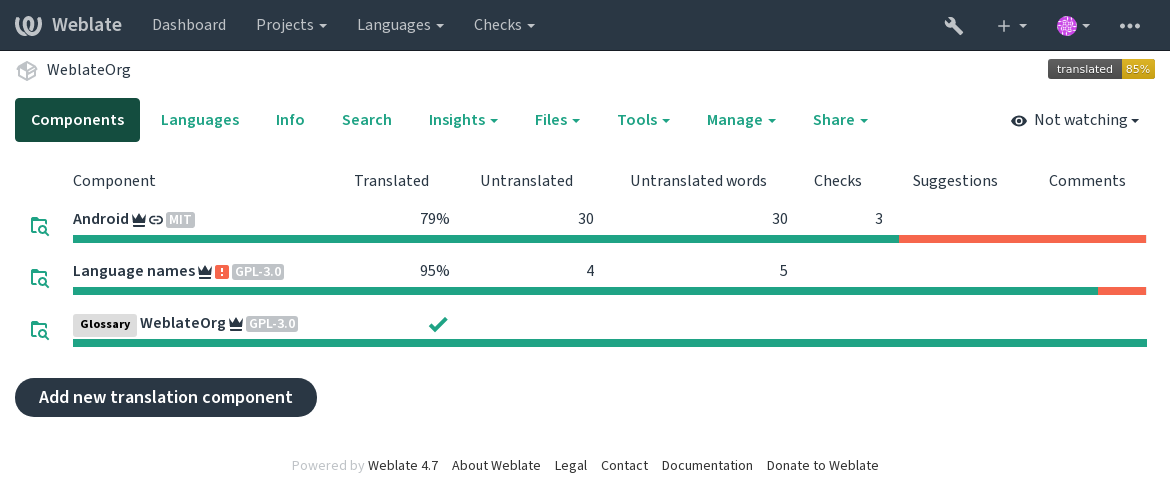 Weblate Dashboard Projects Languages Checks
WeblateOrg translated 85%
Components Languages Info Search Insights Files Tools Manage Share Not watching
Component Translated Untranslated Untranslated words Checks Suggestions Comments
Android MIT 79% 30 30 3
Language names GPL-3.0 95% 4 5
Glossary WeblateOrg GPL-3.0
Add new translation component
Powered by Weblate 4.7 About Weblate Legal Contact Documentation Donate to Weblate